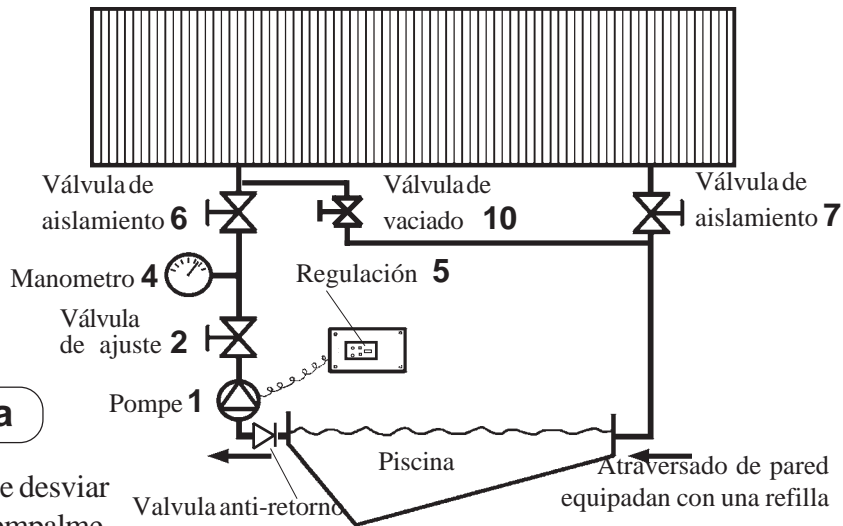 Válvula de
aislamiento 6
Válvula de
vaciado 10
Válvula de
aislamiento 7
Manometro 4
Regulación 5
Válvula
de ajuste 2
Pompe 1
a
Piscina
Atraversado de pared
equipadan con una refilla
e desviar
Valvula anti-retorno
empalme